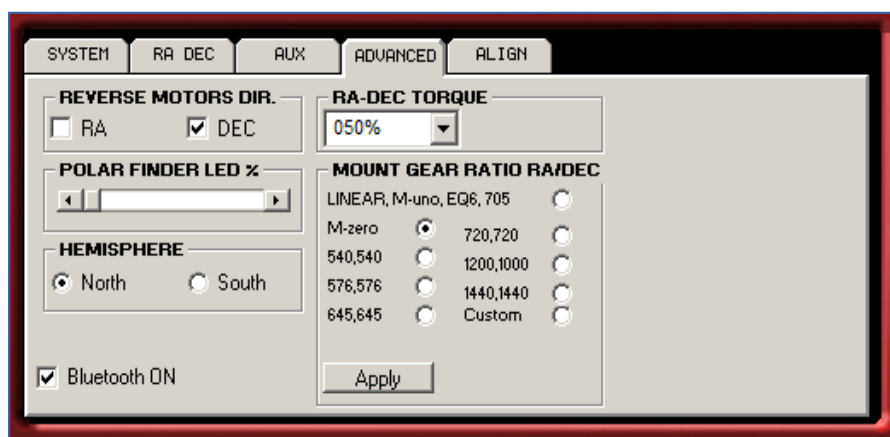 SYSTEM RA DEC AUX ADVANCED ALIGN
REVERSE MOTORS DIR.
RA DEC
RA-DEC TORQUE
050%
POLAR FINDER LED %
MOUNT GEAR RATIO RA/DEC
LINEAR, M-uno, EQ6, 705
M-zero 720,720
540,540 1200,1000
576,576 1440,1440
645,645 Custom
HEMISPHERE
North South
Bluetooth ON
Apply